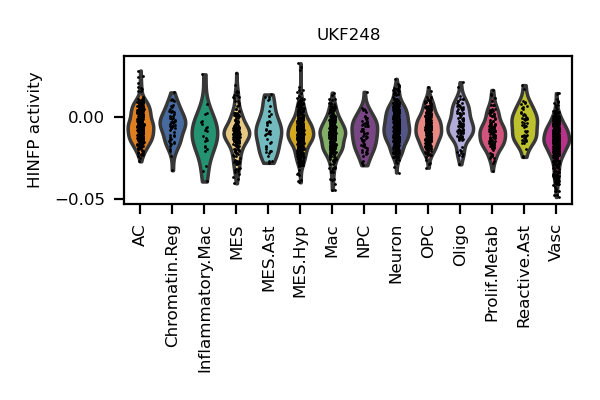 UKF248
HINFP activity
0.00
−0.05
AC
Chromatin.Reg
Inflammatory.Mac
MES
MES.Ast
MES.Hyp
Mac
NPC
Neuron
OPC
Oligo
Prolif.Metab
Reactive.Ast
Vasc